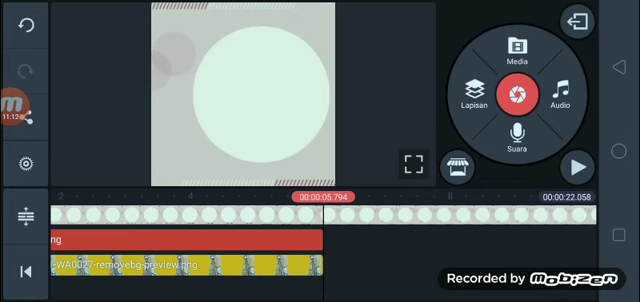 Media
Lapisan
Audio
Suara
11:12
2
4
00:00:05.794
8
00:00:22.058
ng
-WA0027-removebg-preview.png
Recorded by mobizen